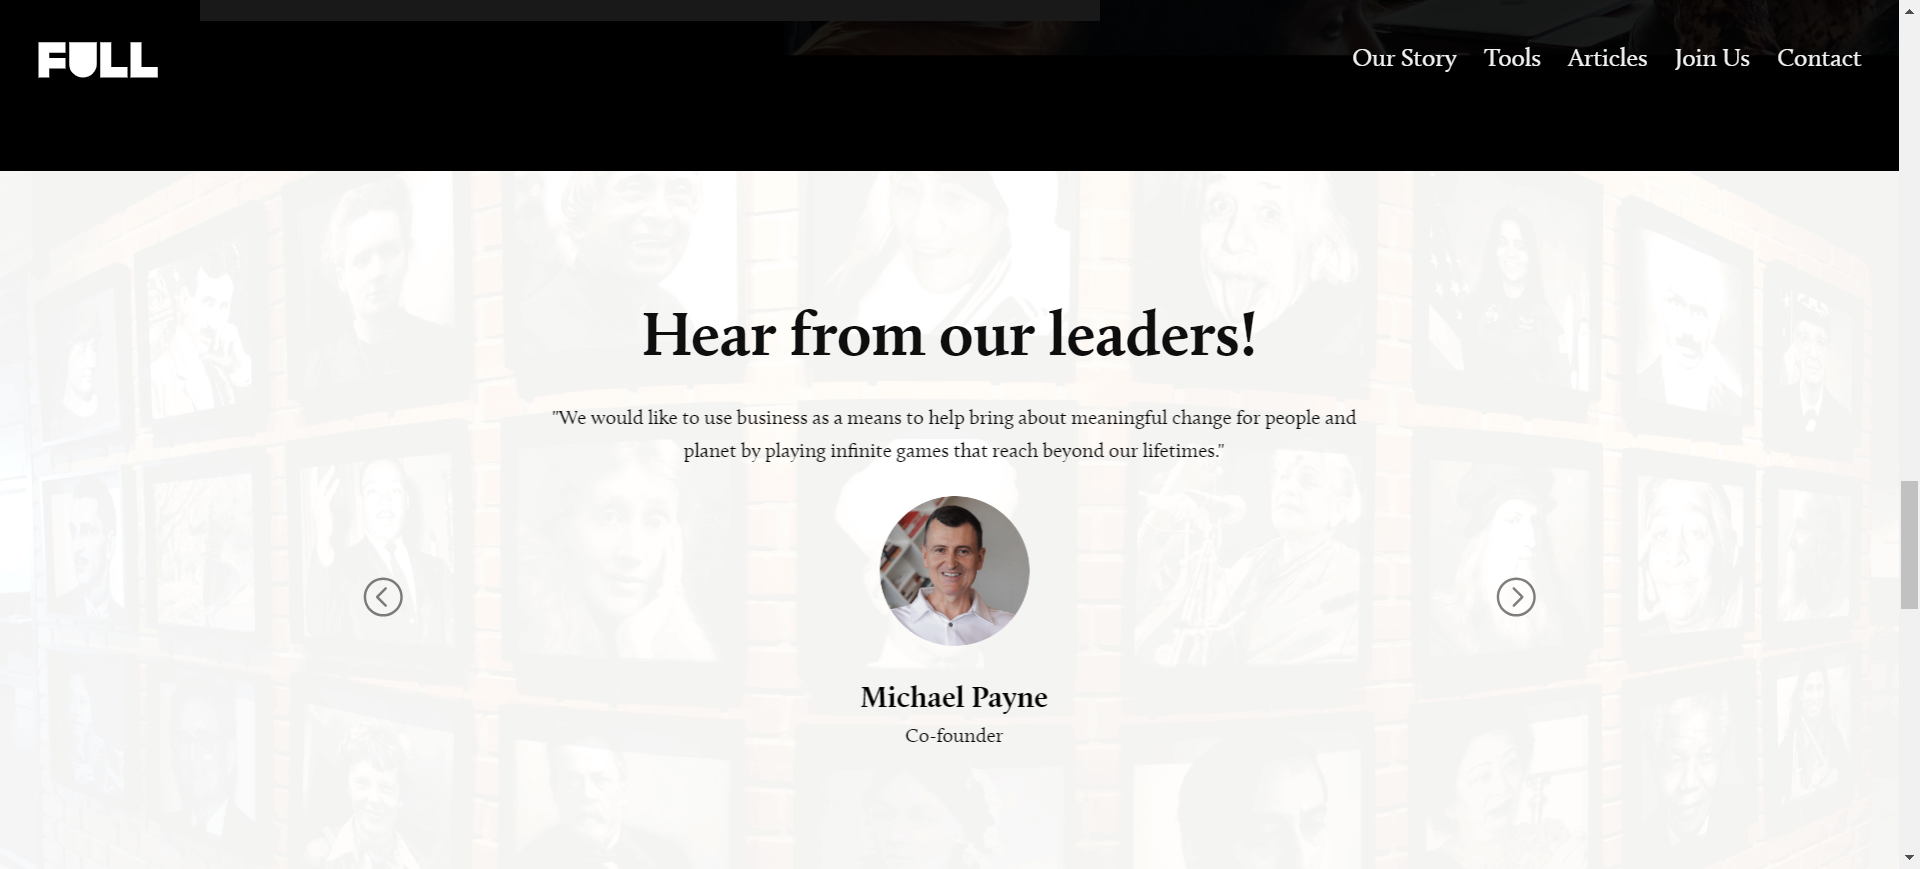 FULL
Our Story Tools Articles Join Us Contact
Hear from our leaders!
"We would like to use business as a means to help bring about meaningful change for people and
planet by playing infinite games that reach beyond our lifetimes."
Michael Payne
Co-founder